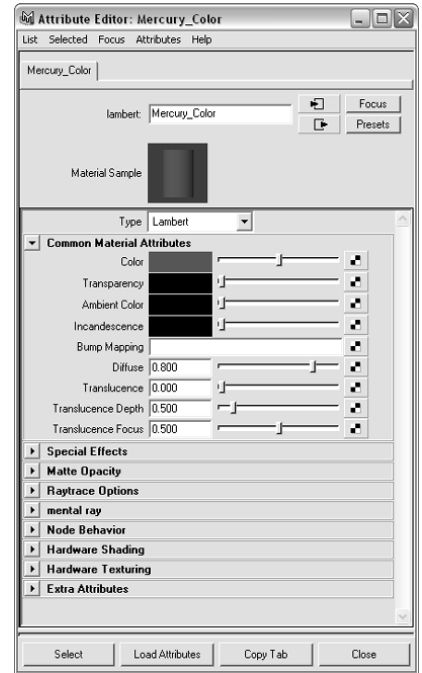 Attribute Editor: Mercury_Color
List Selected Focus Attributes Help
Mercury_Color
lambert: Mercury_Color
Focus
Presets
Material Sample
Type Lambert
Common Material Attributes
Color
Transparency
Ambient Color
Incandescence
Bump Mapping
Diffuse 0.800
Translucence 0.000
Translucence Depth 0.500
Translucence Focus 0.500
Special Effects
Matte Opacity
Raytrace Options
mental ray
Node Behavior
Hardware Shading
Hardware Texturing
Extra Attributes
Select Load Attributes Copy Tab Close